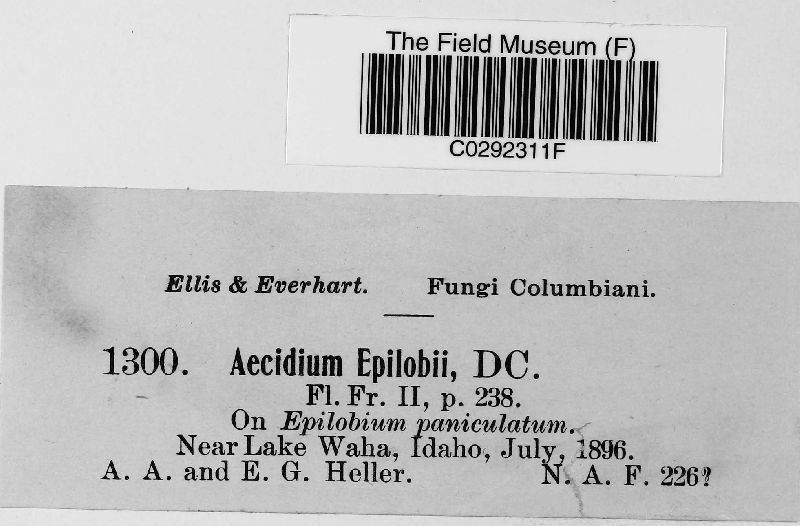 The Field Museum (F)
C0292311F
Ellis & Everhart. Fungi Columbiani.
1300. Aecidium Epilobii, DC.
Fl. Fr. II, p. 238.
On Epilobium paniculatum.
Near Lake Waha, Idaho, July, 1896.
A. A. and E. G. Heller. N. A. F. 226?